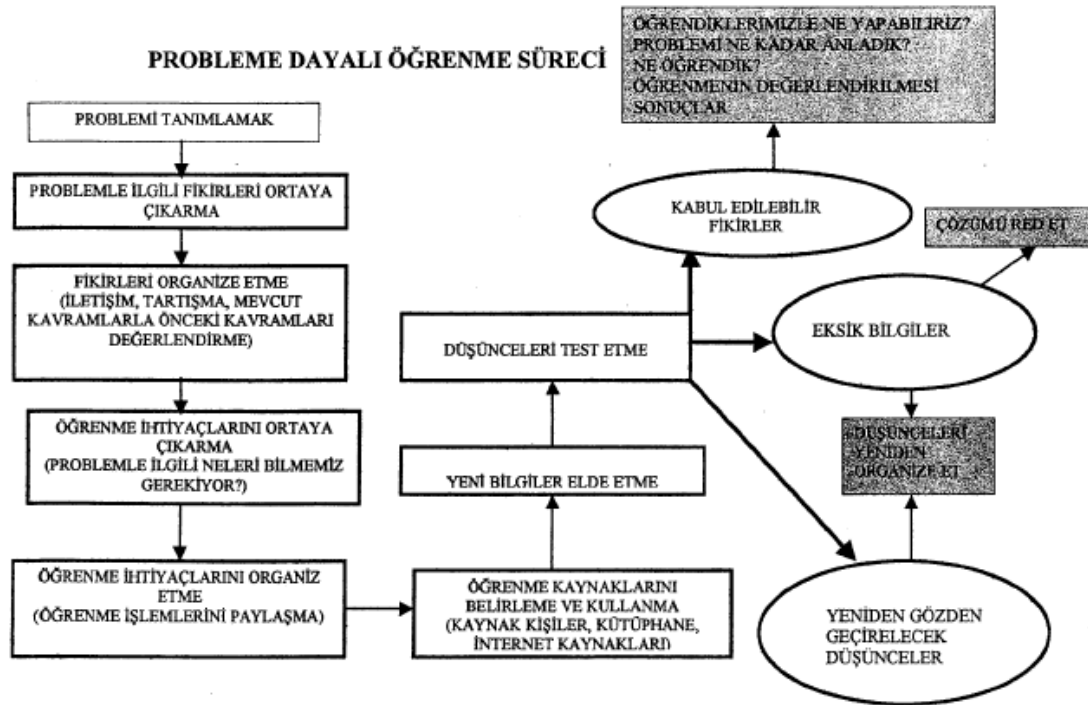 PROBLEME DAYALI ÖĞRENME SÜRECİ
PROBLEMİ TANIMLAMAK
PROBLEMLE İLGİLİ FİKİRLERİ ORTAYA
ÇIKARMA
FİKİRLERİ ORGANİZE ETME
(İLETİŞİM, TARTIŞMA, MEVCUT
KAVRAMLARLA ÖNCEKİ KAVRAMLARI
DEĞERLENDİRME)
ÖĞRENME İHTİYAÇLARINI ORTAYA
ÇIKARMA
(PROBLEMLE İLGİLİ NELERİ BİLMEMİZ
GEREKİYOR?)
ÖĞRENME İHTİYAÇLARINI ORGANİZ
ETME
(ÖĞRENME İŞLEMLERİNİ PAYLAŞMA)
ÖĞRENME KAYNAKLARINI
BELİRLEME VE KULLANMA
(KAYNAK KİŞİLER, KÜTÜPHANE,
İNTERNET KAYNAKLARI)
YENİ BİLGİLER ELDE ETME
DÜŞÜNCELERİ TEST ETME
KABUL EDİLEBİLİR
FİKİRLER
ÖĞRENDİKLERİMİZLE NE YAPABİLİRİZ?
PROBLEMİ NE KADAR ANLADIK?
NE ÖĞRENDİK?
ÖĞRENMENİN DEĞERLENDİRİLMESİ
SONUÇLAR
EKSİK BİLGİLER
ÇÖZÜMÜ RED ET
DÜŞÜNCELERİ
YENİDEN
ORGANİZE ET
YENİDEN GÖZDEN
GEÇİRELECEK
DÜŞÜNCELER